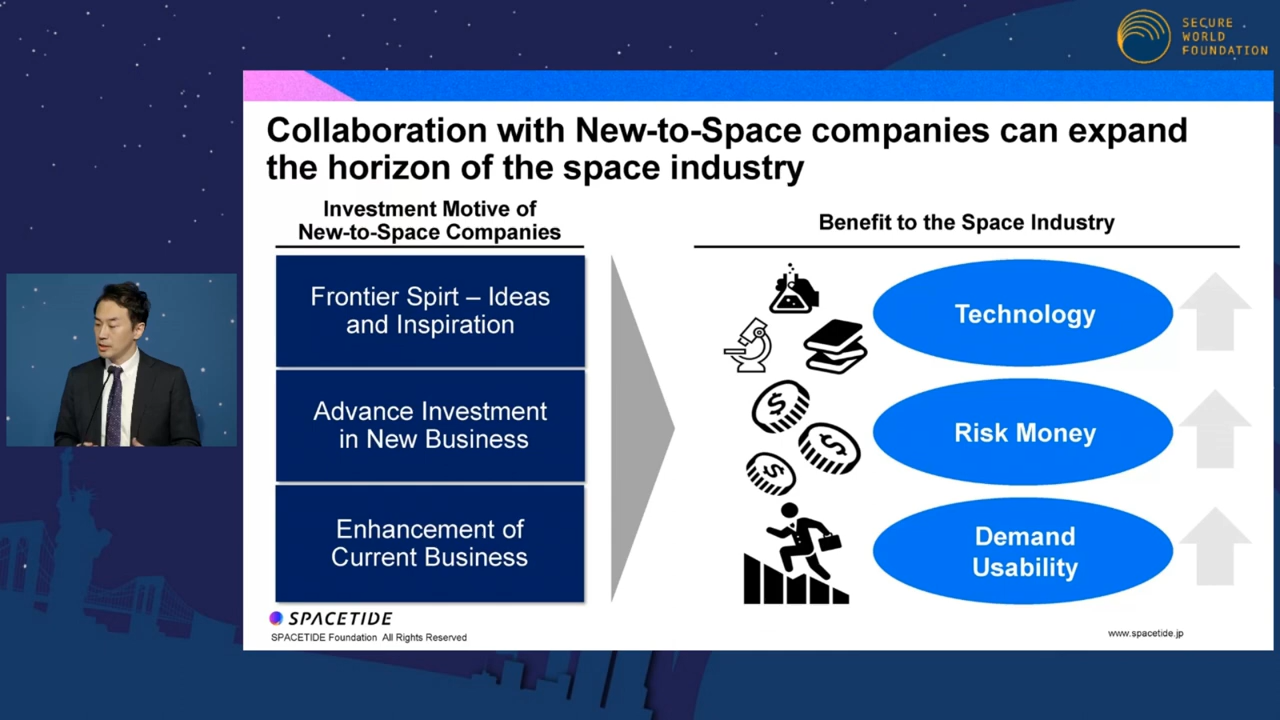 SECURE
WORLD
FOUNDATION
Collaboration with New-to-Space companies can expand
the horizon of the space industry
Investment Motive of
New-to-Space Companies
Benefit to the Space Industry
Frontier Spirt – Ideas
and Inspiration
Advance Investment
in New Business
Enhancement of
Current Business
$
$
$
Technology
Risk Money
Demand
Usability
SPACETIDE
SPACETIDE Foundation All Rights Reserved
www.spacetide.jp